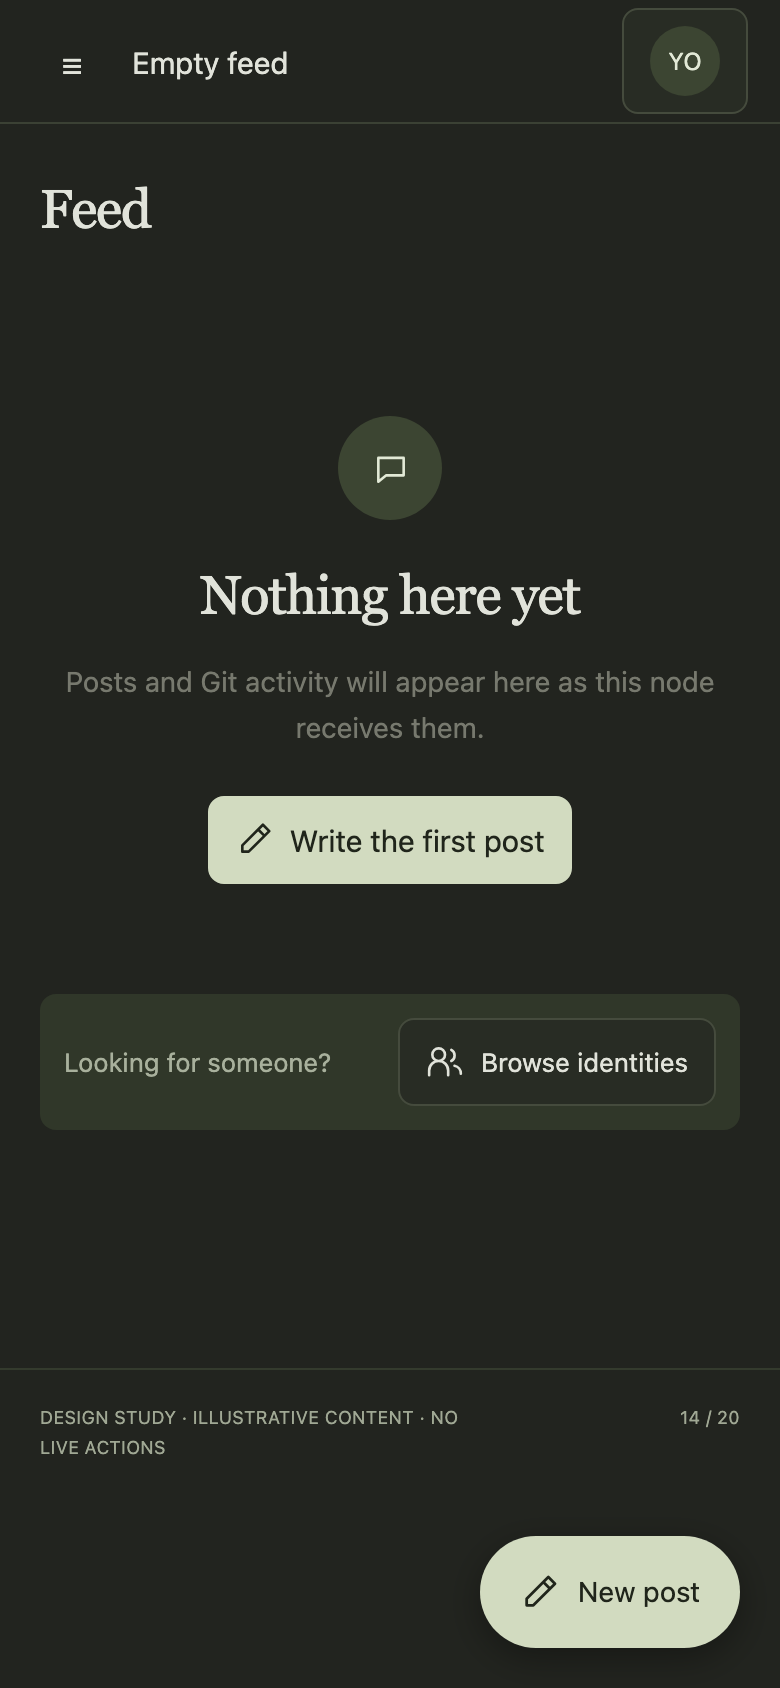 Empty feed
YO
Feed
Nothing here yet
Posts and Git activity will appear here as this node
receives them.
Write the first post
Looking for someone?
Browse identities
DESIGN STUDY · ILLUSTRATIVE CONTENT · NO
LIVE ACTIONS
14 / 20
New post